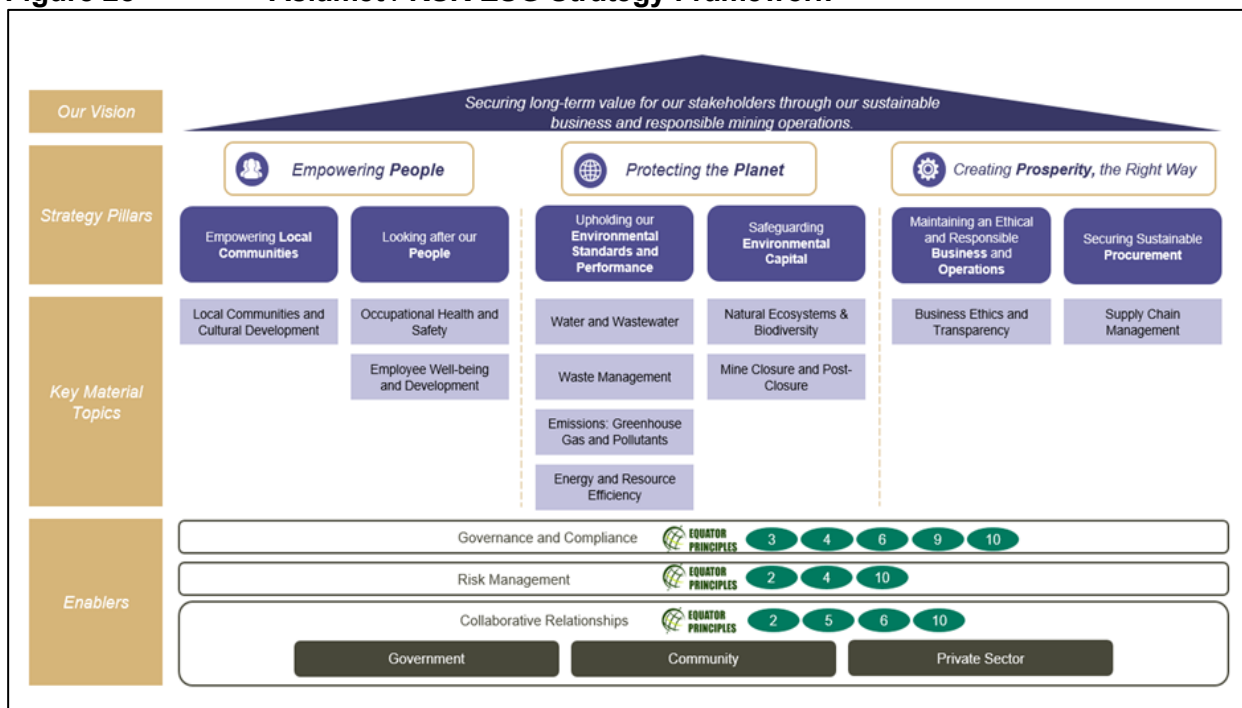 Figure
Asiamet / KSK ESG Strategy Framework
Our Vision
Securing long-term value for our stakeholders through our sustainable
business and responsible mining operations.
Strategy Pillars
Empowering People
Protecting the Planet
Creating Prosperity, the Right Way
Empowering Local
Communities
Looking after our
People
Upholding our
Environmental
Standards and
Performance
Safeguarding
Environmental
Capital
Maintaining an Ethical
and Responsible
Business and
Operations
Securing Sustainable
Procurement
Key Material
Topics
Local Communities and
Cultural Development
Occupational Health and
Safety
Employee Well-being
and Development
Water and Wastewater
Waste Management
Emissions: Greenhouse
Gas and Pollutants
Energy and Resource
Efficiency
Natural Ecosystems &
Biodiversity
Mine Closure and Post-
Closure
Business Ethics and
Transparency
Supply Chain
Management
Enablers
Governance and Compliance
EQUATOR
PRINCIPLES
3 4 6 9 10
Risk Management
EQUATOR
PRINCIPLES
2 4 10
Collaborative Relationships
EQUATOR
PRINCIPLES
2 5 6 10
Government
Community
Private Sector